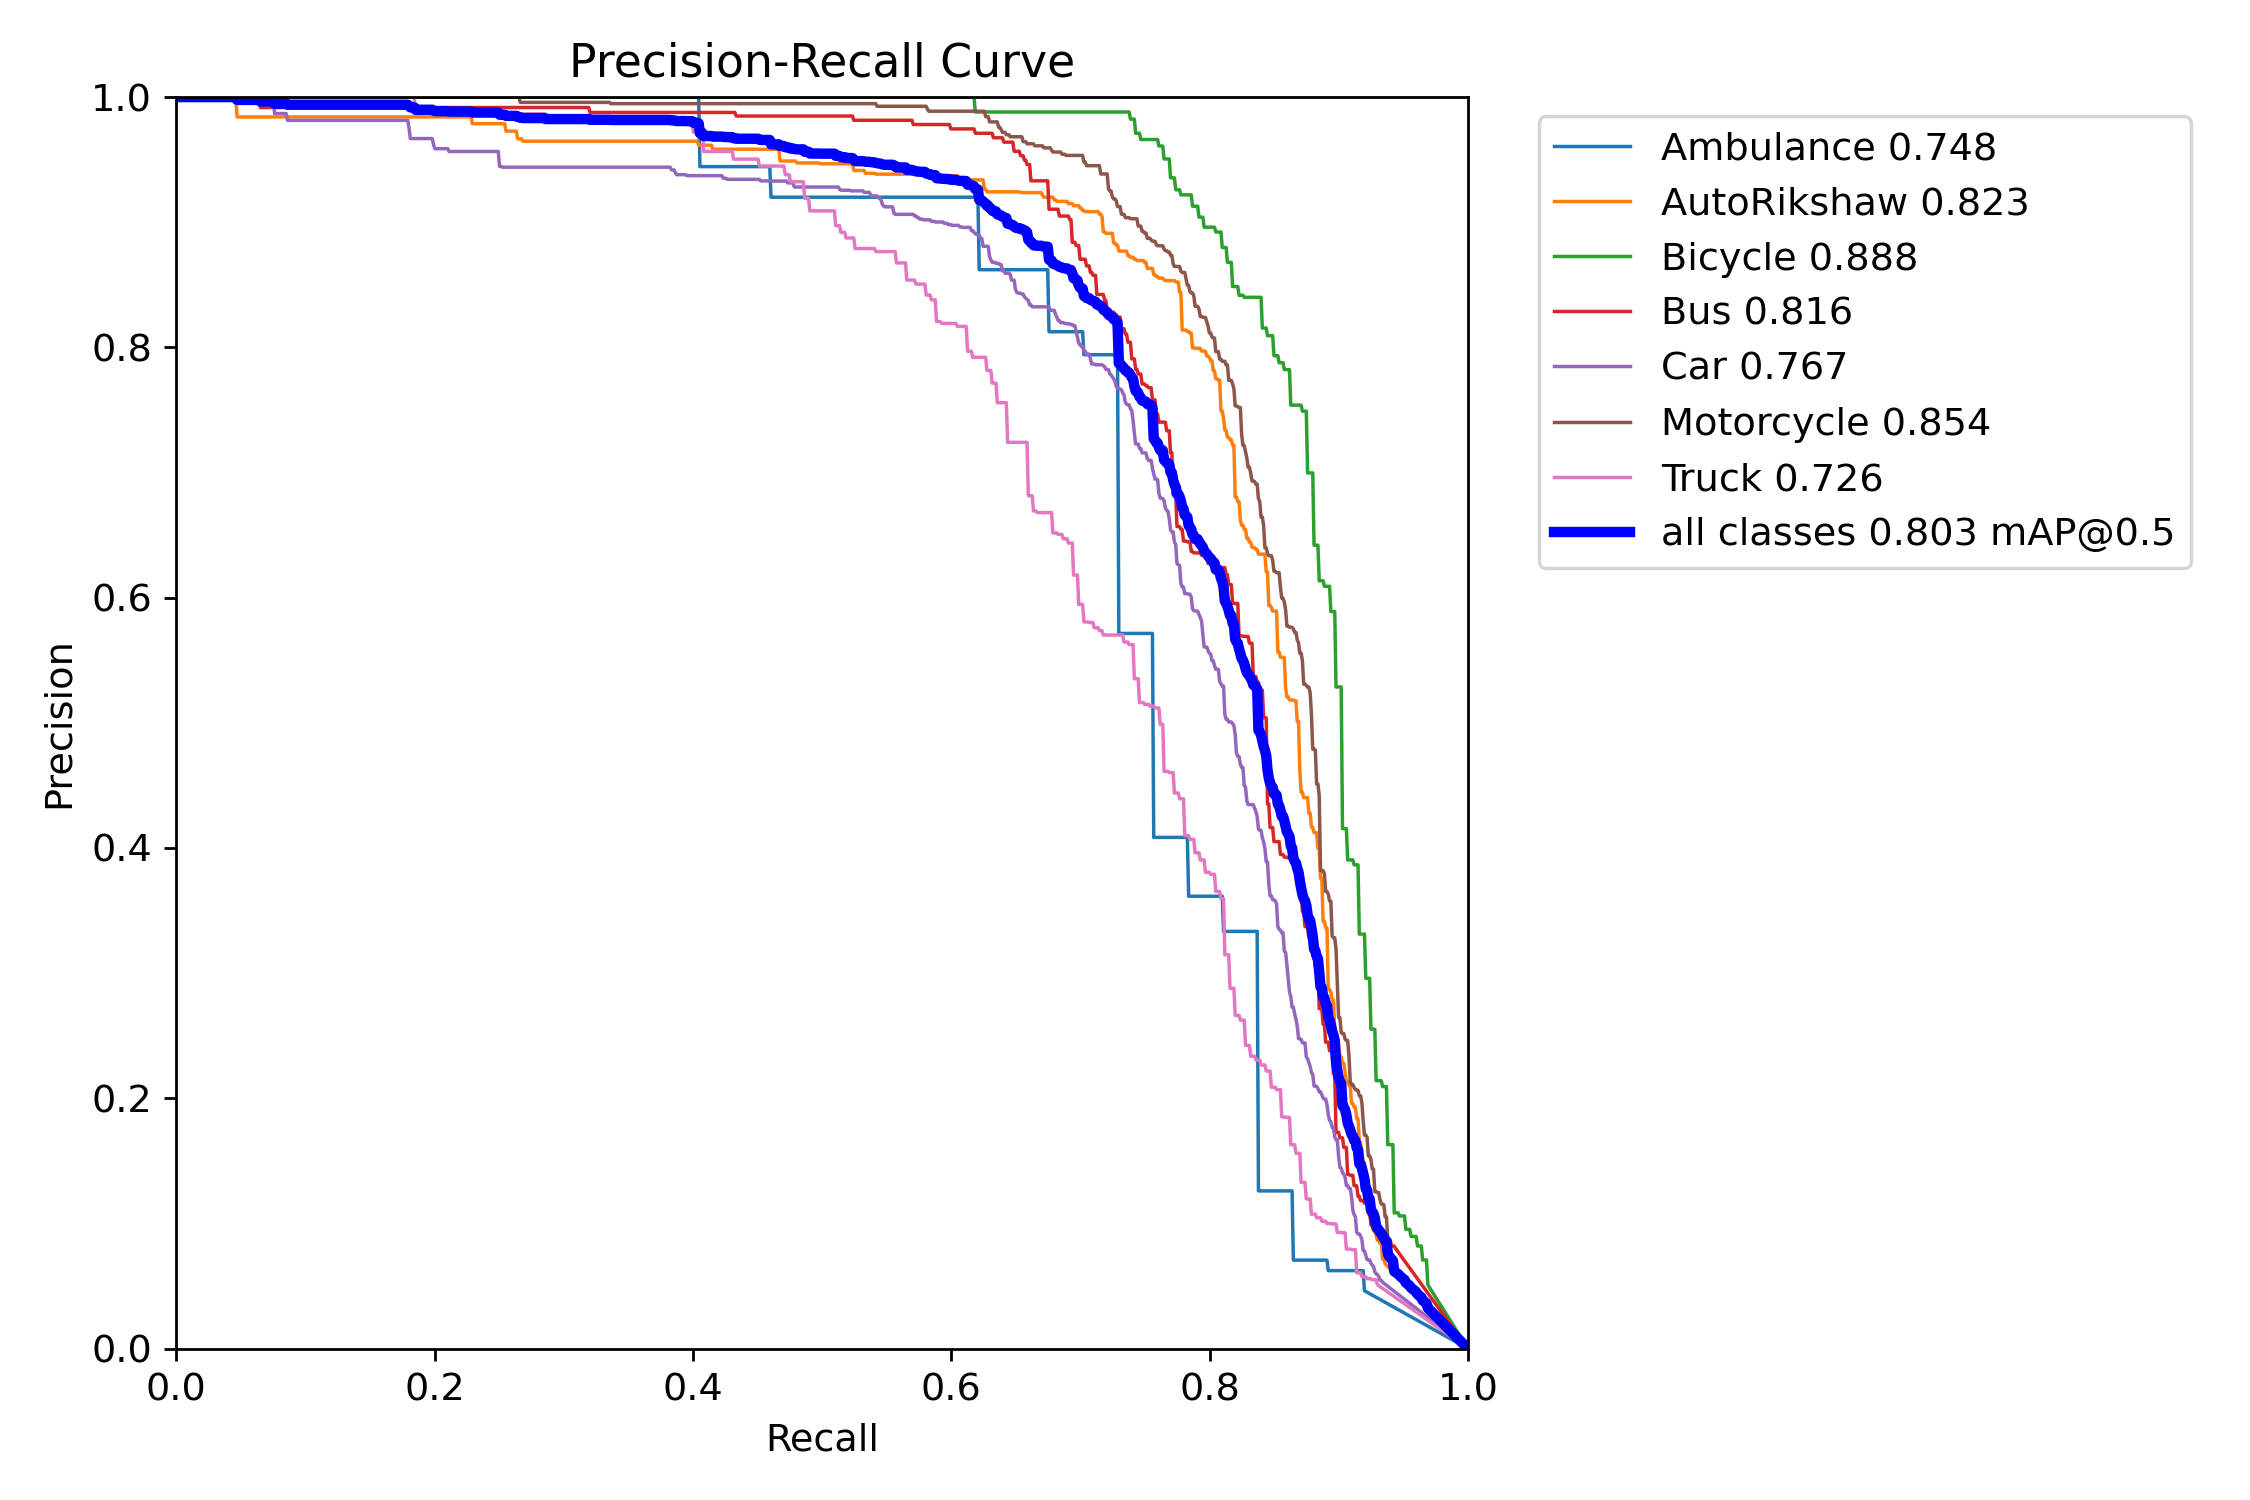 Precision-Recall Curve
1.0
0.8
0.6
0.4
0.2
0.0
Precision
0.0 0.2 0.4 0.6 0.8 1.0
Recall
Ambulance 0.748
AutoRikshaw 0.823
Bicycle 0.888
Bus 0.816
Car 0.767
Motorcycle 0.854
Truck 0.726
all classes 0.803 mAP@0.5